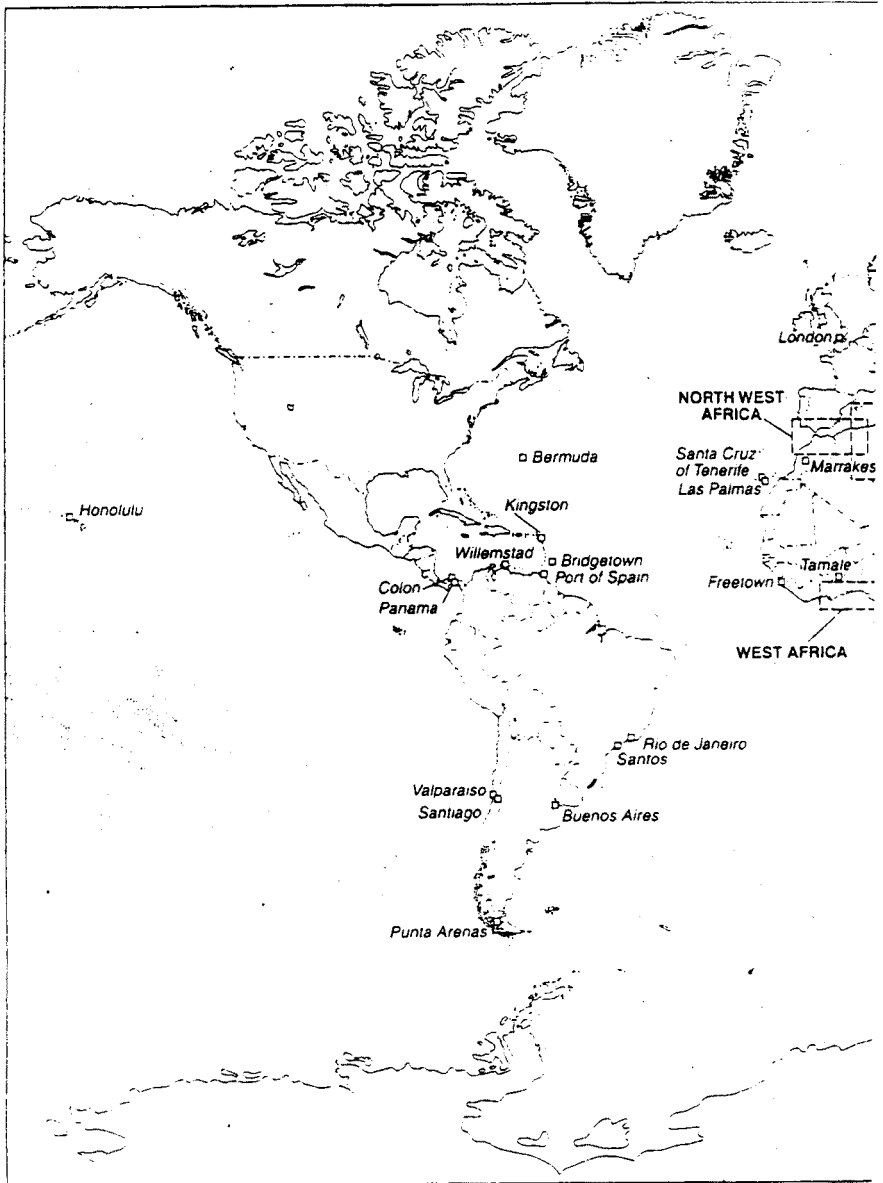 London
NORTH WEST
AFRICA
Santa Cruz
of Tenerife
Las Palmas
Marrakes
Bermuda
Honolulu
Kingston
Willemstad
Bridgetown
Port of Spain
Colon
Panama
Freetown
Tamale
WEST AFRICA
Rio de Janeiro
Santos
Valparaiso
Santiago
Buenos Aires
Punta Arenas